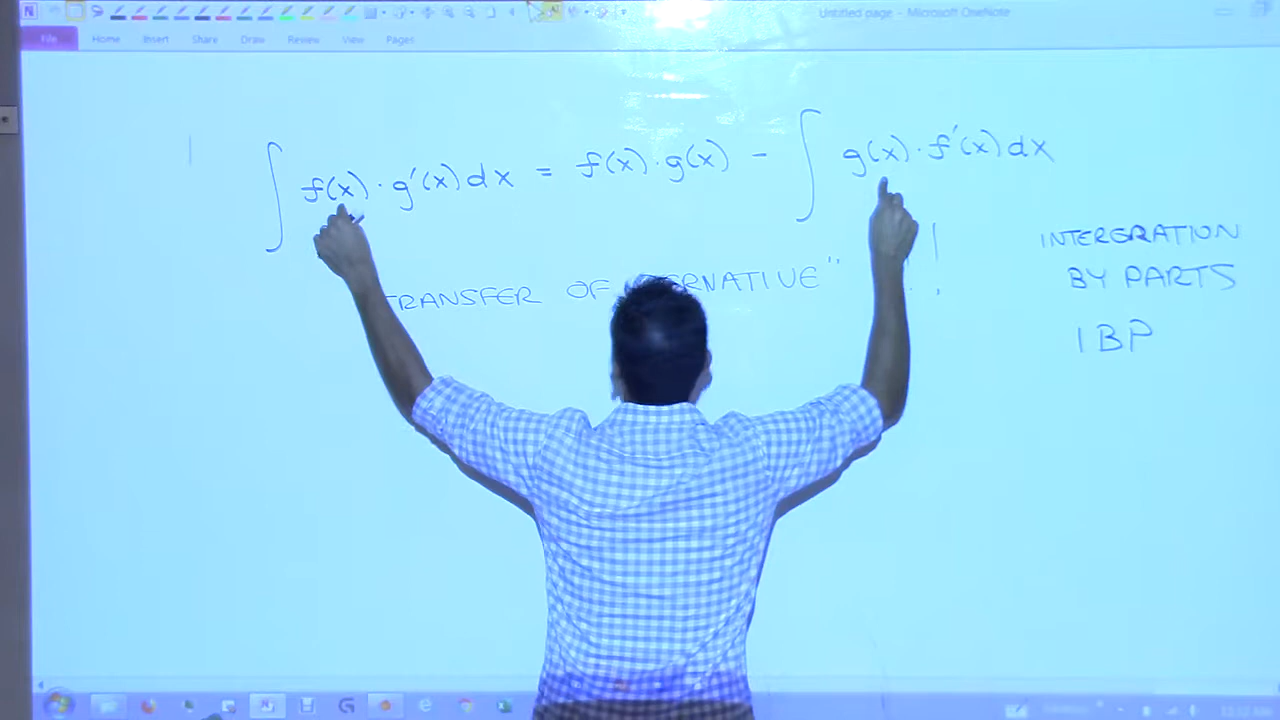 Untitled page - Microsoft OneNote
File Home Insert Share Draw Review View Pages
∫ f(x) · g'(x) dx = f(x) · g(x) - ∫ g(x) · f'(x) dx
TRANSFER OF "
INTERGRATION
BY PARTS
IBP